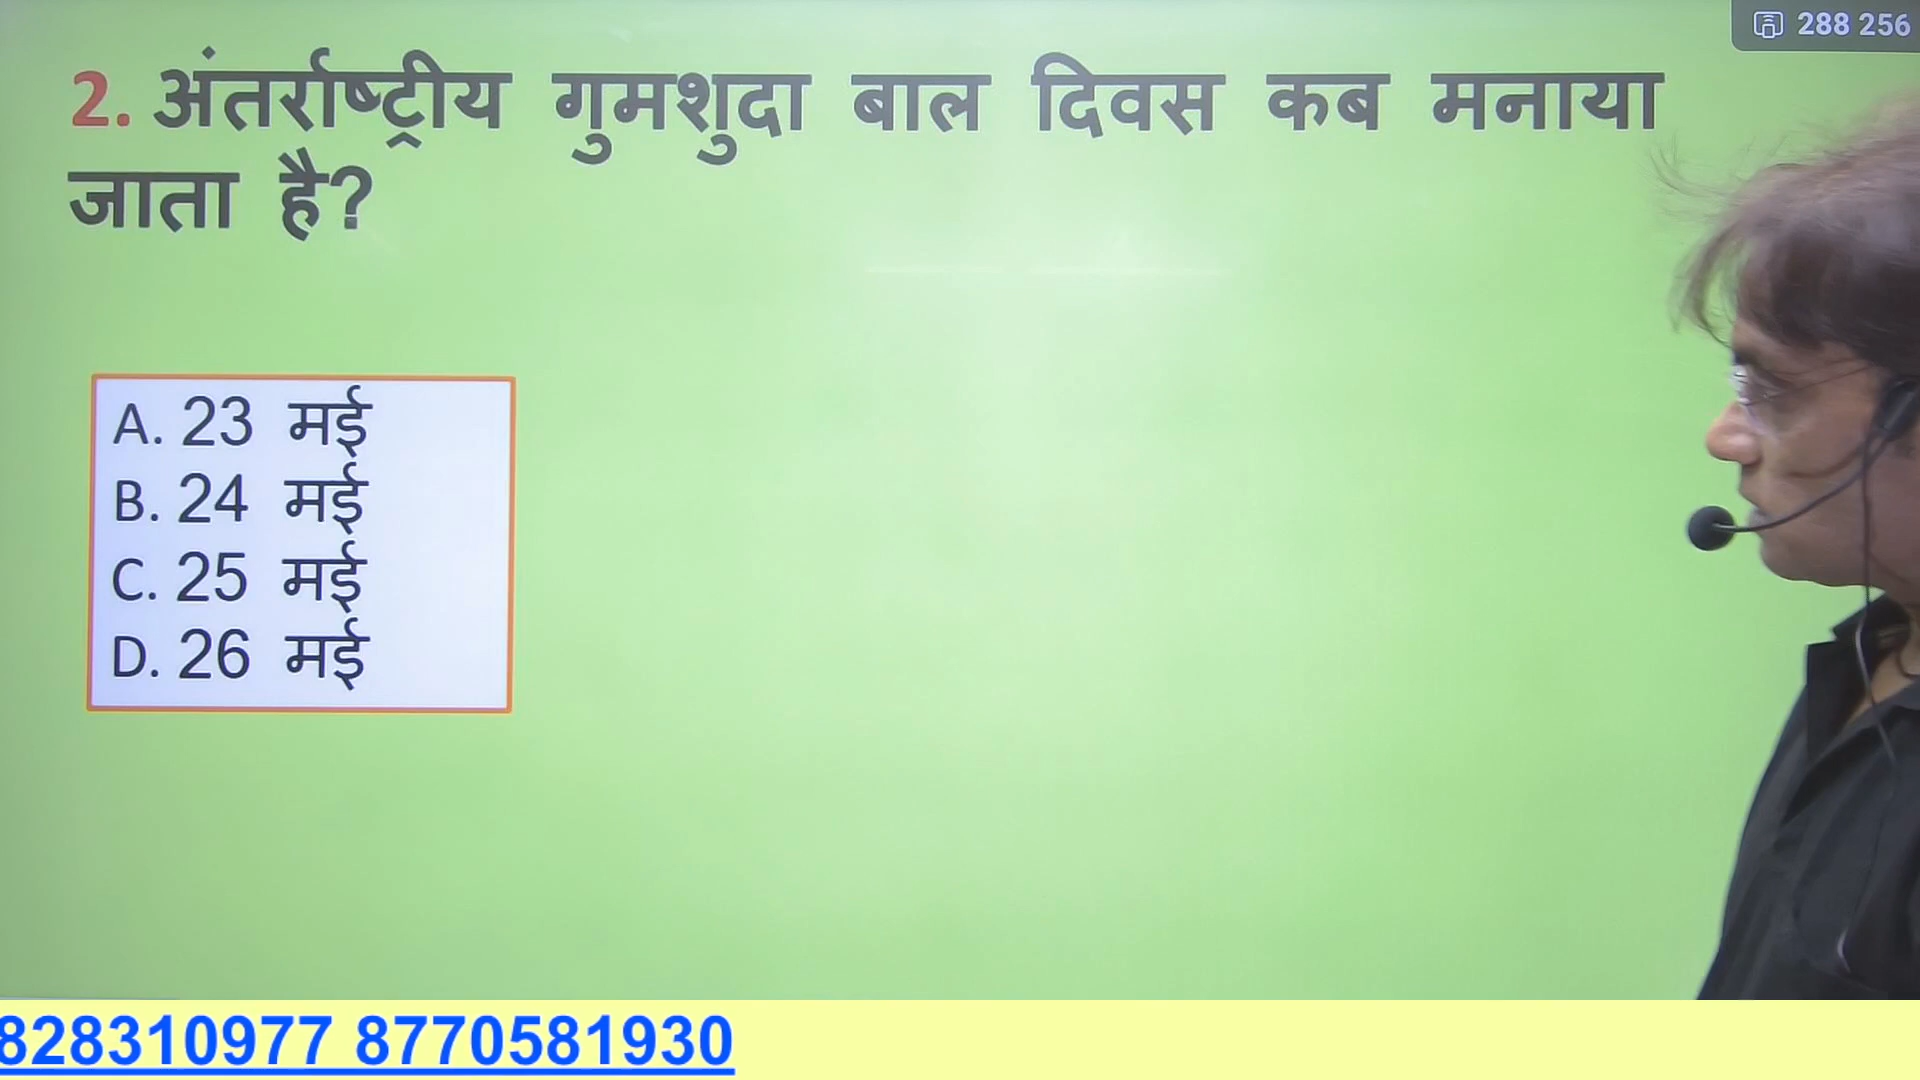 288 256
2. अंतर्राष्ट्रीय गुमशुदा बाल दिवस कब मनाया
जाता है?
A. 23 मई
B. 24 मई
C. 25 मई
D. 26 मई
828310977 8770581930